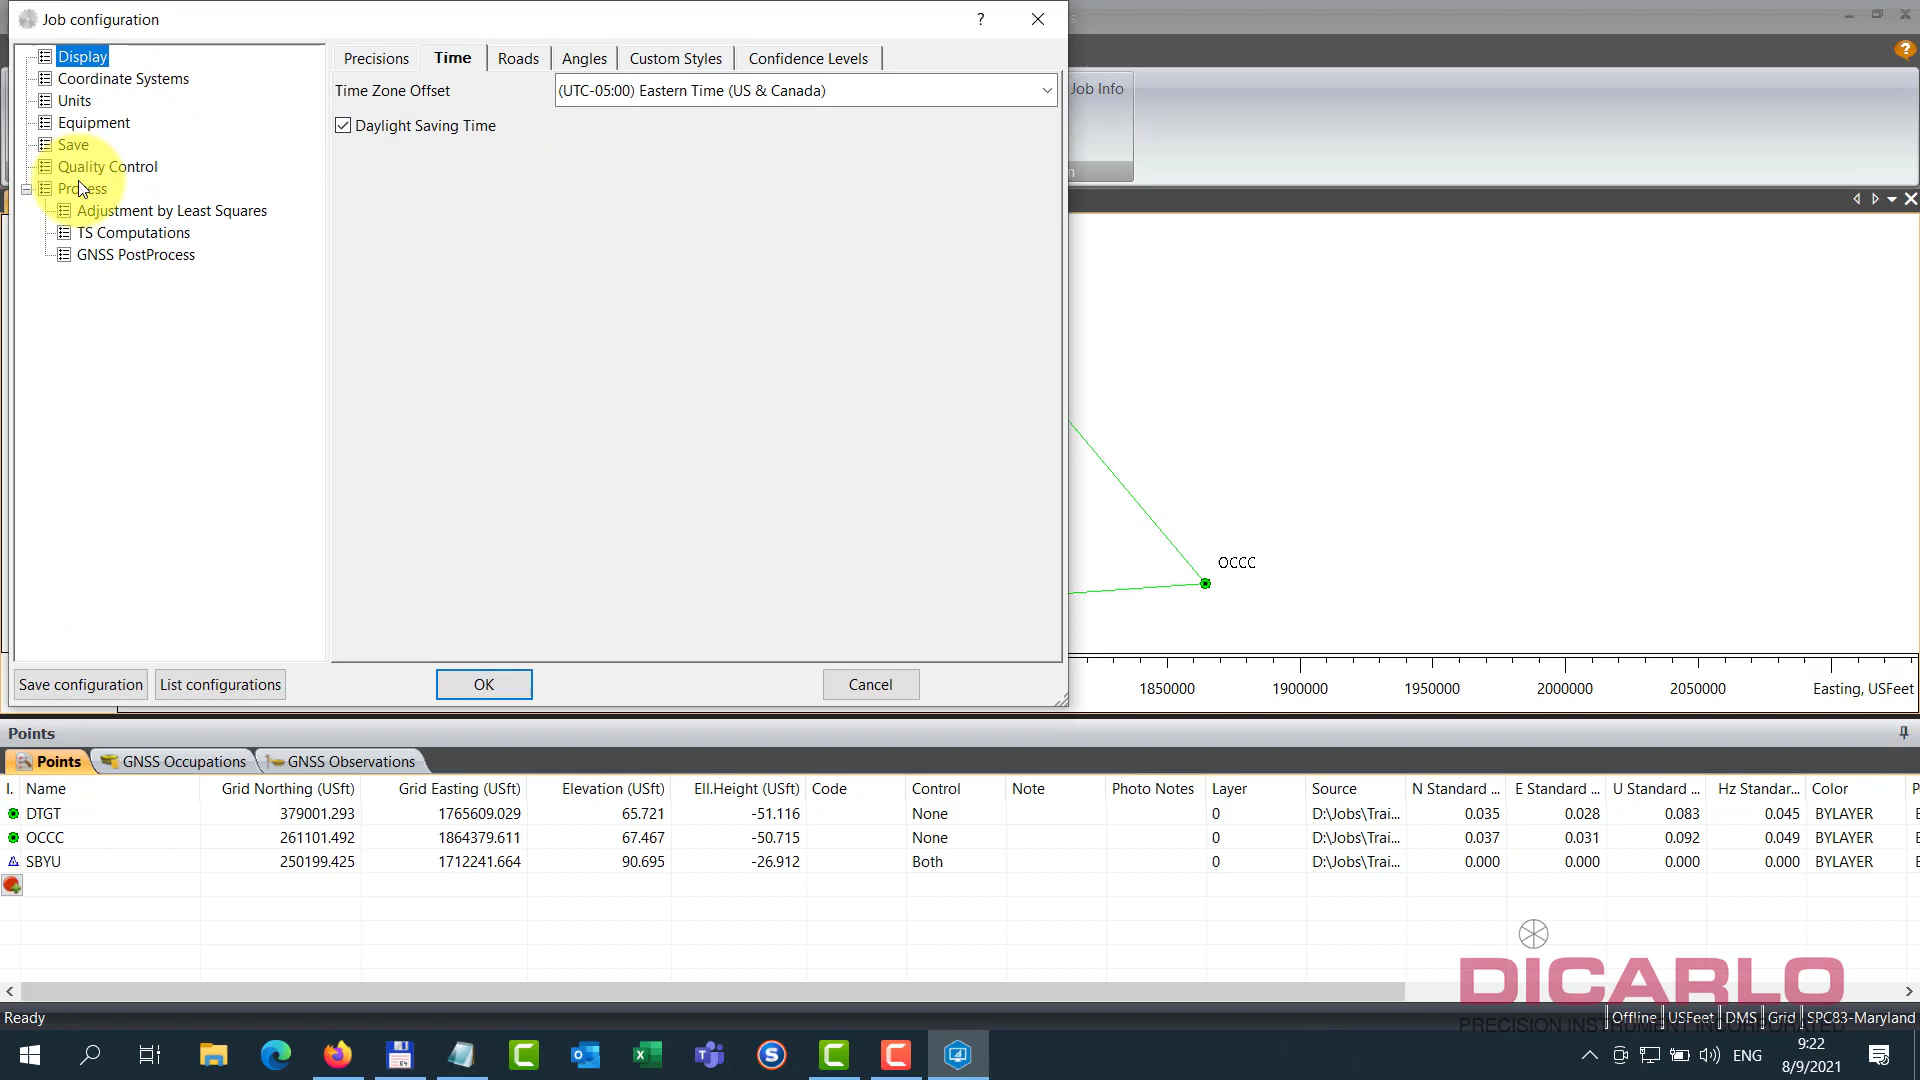 Job configuration
?
Display
Coordinate Systems
Units
Equipment
Save
Quality Control
Process
Adjustment by Least Squares
TS Computations
GNSS PostProcess
Precisions Time Roads Angles Custom Styles Confidence Levels
Time Zone Offset (UTC-05:00) Eastern Time (US & Canada)
Daylight Saving Time
Job Info
Save configuration List configurations OK Cancel
OCCC
1850000 1900000 1950000 2000000 2050000 Easting, USFeet
Points
Points GNSS Occupations GNSS Observations
I. Name Grid Northing (USft) Grid Easting (USft) Elevation (USft) Ell.Height (USft) Code Control Note Photo Notes Layer Source N Standard ... E Standard ... U Standard ... Hz Standar... Color
DTGT 379001.293 1765609.029 65.721 -51.116 None 0 D:\Jobs\Trai... 0.035 0.028 0.083 0.045 BYLAYER
OCCC 261101.492 1864379.611 67.467 -50.715 None 0 D:\Jobs\Trai... 0.037 0.031 0.092 0.049 BYLAYER
SBYU 250199.425 1712241.664 90.695 -26.912 Both 0 D:\Jobs\Trai... 0.000 0.000 0.000 0.000 BYLAYER
DICARLO
PRECISION INSTRUMENT INCORPORATED
Ready Offline USFeet DMS Grid SPC83-Maryland
ENG 9:22
8/9/2021